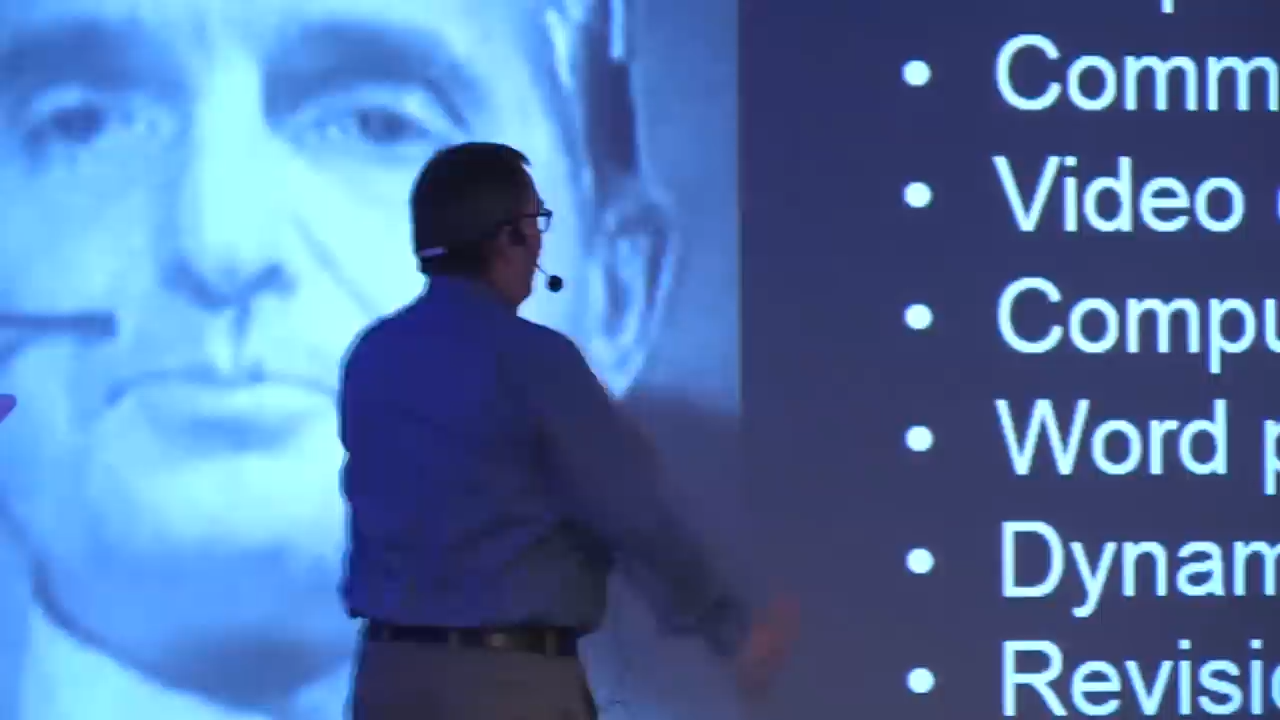 • Comm
• Video
• Compu
• Word p
• Dynam
• Revisi